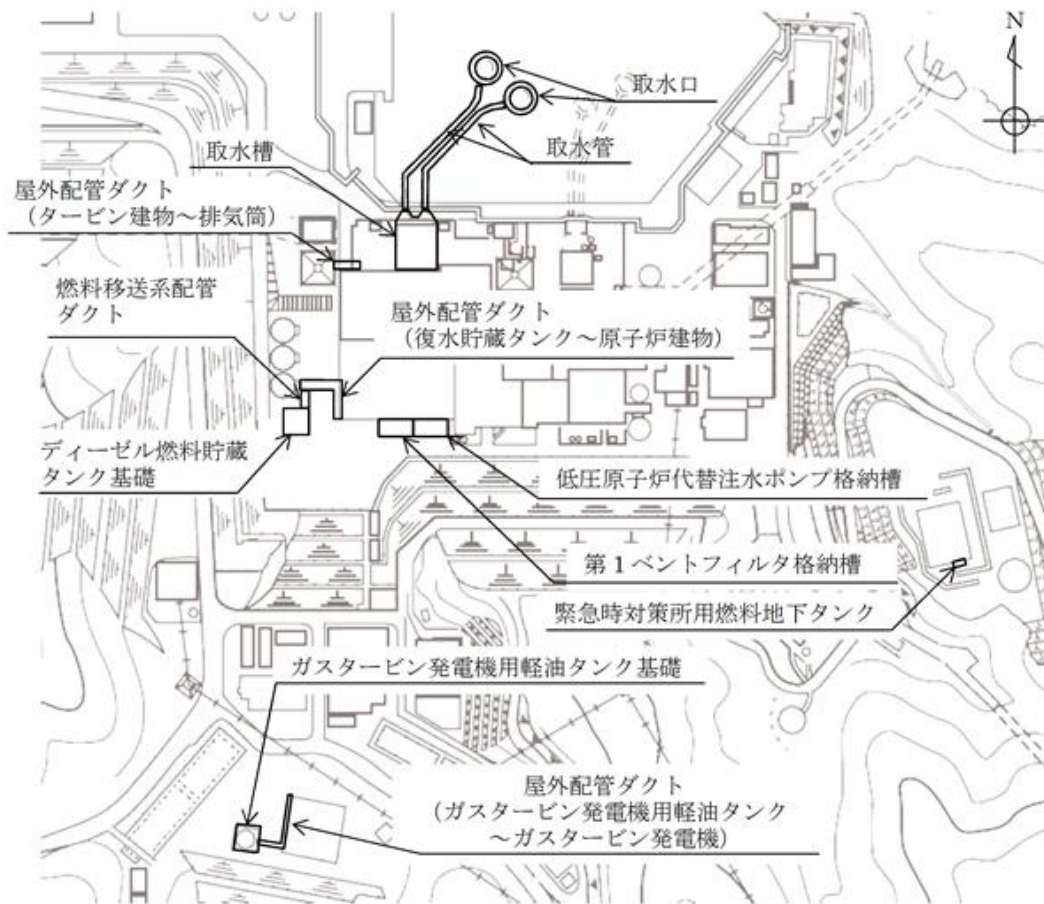 N
取水口
取水管
取水槽
屋外配管ダクト
（タービン建物～排気筒）
燃料移送系配管
ダクト
屋外配管ダクト
（復水貯蔵タンク～原子炉建物）
ディーゼル燃料貯蔵
タンク基礎
低圧原子炉代替注水ポンプ格納槽
第１ベントフィルタ格納槽
緊急時対策所用燃料地下タンク
ガスタービン発電機用軽油タンク基礎
屋外配管ダクト
（ガスタービン発電機用軽油タンク
～ガスタービン発電機）